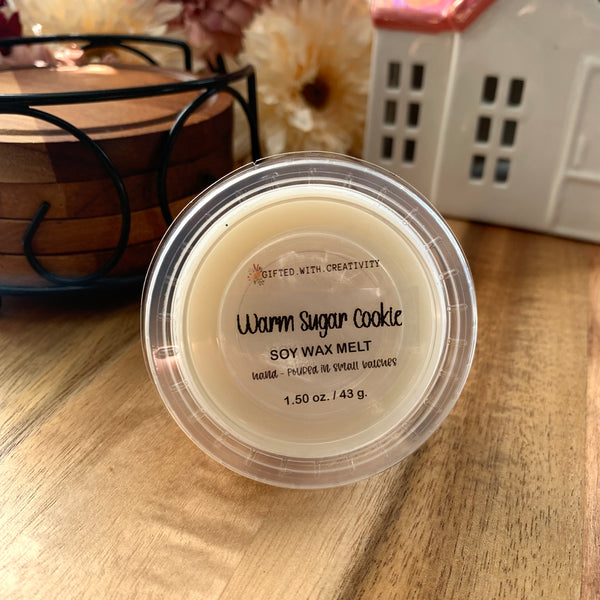 GIFTED.WITH.CREATIVITY
Warm Sugar Cookie
SOY WAX MELT
hand - poured in small batches
1.50 oz. / 43 g.